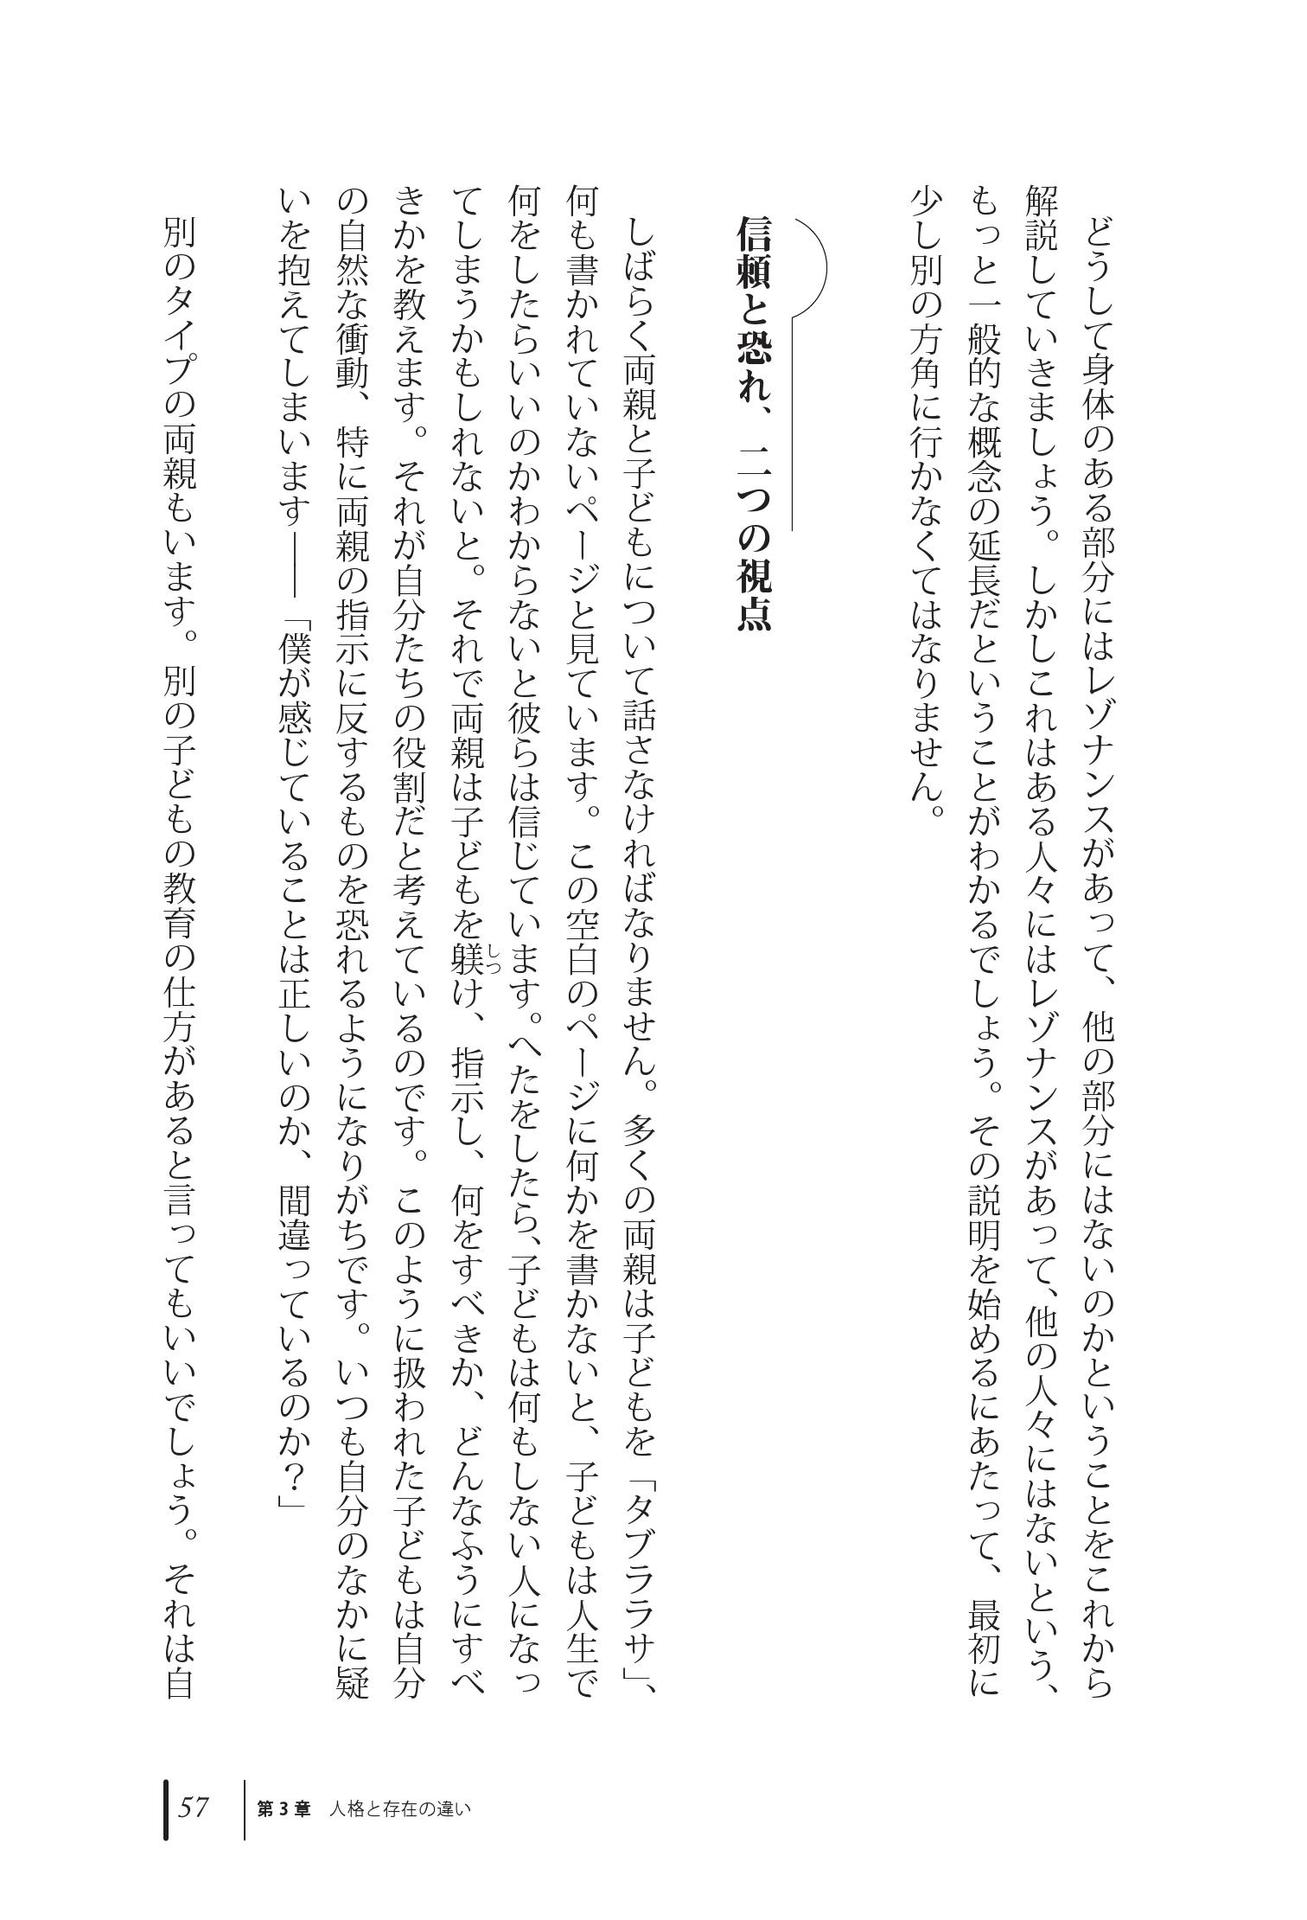 どうして身体のある部分にはレゾナンスがあって、他の部分にはないのかということをこれから
解説していきましょう。しかしこれはある人々にはレゾナンスがあって、他の人々にはないという、
もっと一般的な概念の延長だということがわかるでしょう。その説明を始めるにあたって、最初に
少し別の方角に行かなくてはなりません。
信頼と恐れ、二つの視点
しばらく両親と子どもについて話さなければなりません。多くの両親は子どもを「タブララサ」、
何も書かれていないページと見ています。この空白のページに何かを書かないと、子どもは人生で
何をしたらいいのかわからないと彼らは信じています。へたをしたら、子どもは何もしない人になっ
てしまうかもしれないと。それで両親は子どもを躾け、指示し、何をすべきか、どんなふうにすべ
しつ
きかを教えます。それが自分たちの役割だと考えているのです。このように扱われた子どもは自分
の自然な衝動、特に両親の指示に反するものを恐れるようになりがちです。いつも自分のなかに疑
いを抱えてしまいます――「僕が感じていることは正しいのか、間違っているのか？」
別のタイプの両親もいます。別の子どもの教育の仕方があると言ってもいいでしょう。それは自
57 第3章 人格と存在の違い